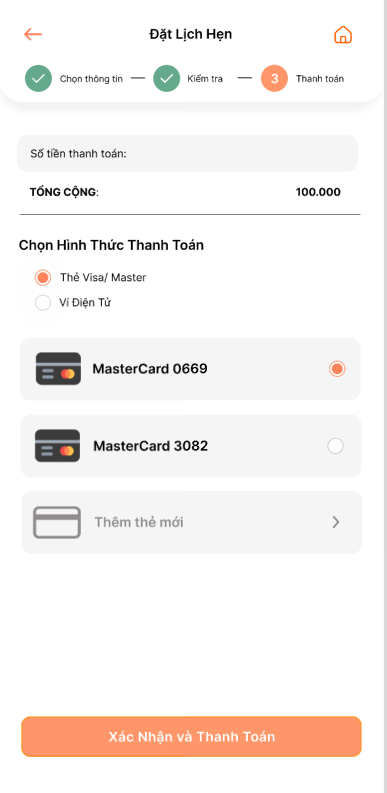 Đặt Lịch Hẹn
Chọn thông tin
Kiểm tra
3
Thanh toán
Số tiền thanh toán:
TỔNG CỘNG:
100.000
Chọn Hình Thức Thanh Toán
Thẻ Visa/ Master
Ví Điện Tử
MasterCard 0669
MasterCard 3082
Thêm thẻ mới
Xác Nhận và Thanh Toán